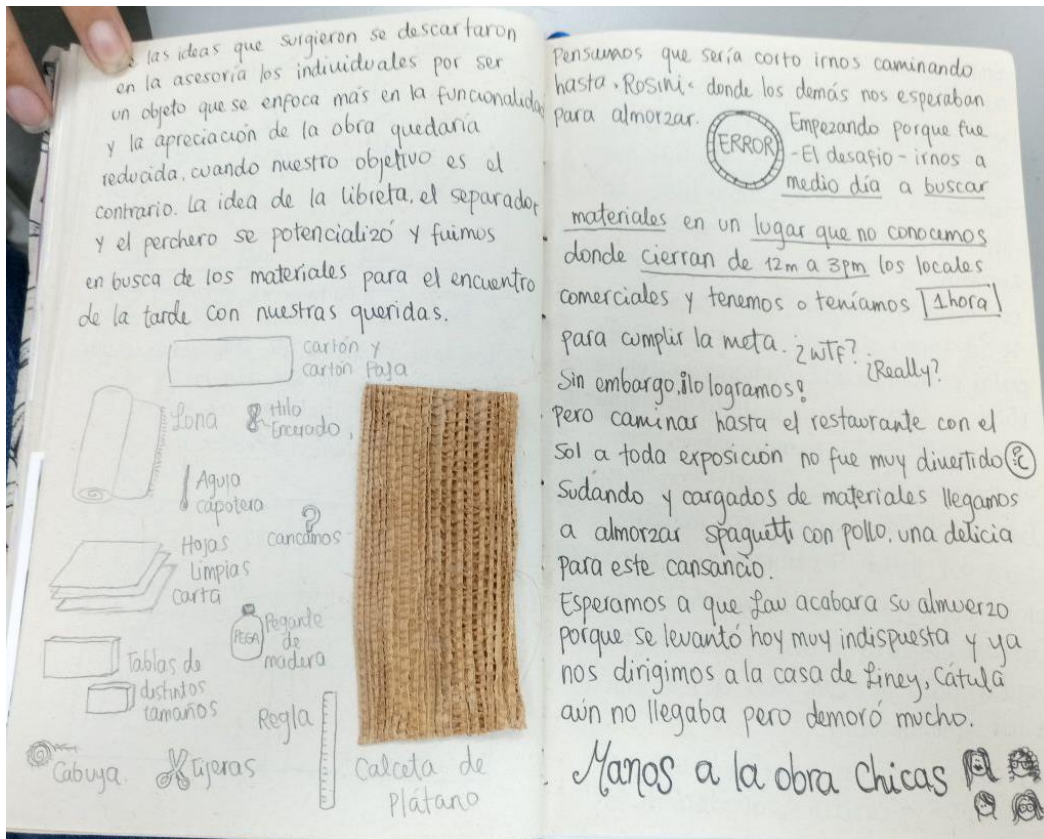 las ideas que surgieron se descartaron
en la asesoría los individuales por ser
un objeto que se enfoca más en la funcionalidad
y la apreciación de la obra quedaría
reducida, cuando nuestro objetivo es el
contrario. La idea de la libreta, el separador
y el perchero se potencializó y fuimos
en busca de los materiales para el encuentro
de la tarde con nuestras queridas.
cartón y
cartón Paja
Lona
Hilo
Encerado,
Aguja
capotera
cancamos
Hojas
Limpias
carta
PEGA
Pegante
de
madera
Tablas de
distintos
tamaños
Regla
Cabuya.
Tijeras
Calceta de
Plátano
Pensamos que sería corto irnos caminando
hasta "Rosini" donde los demás nos esperaban
para almorzar.
ERROR
Empezando porque fue
-El desafío- irnos a
medio día a buscar
materiales en un lugar que no conocemos
donde cierran de 12m a 3pm los locales
comerciales y tenemos o teníamos 1hora
para cumplir la meta. ¿WTF?
¿Really?
Sin embargo, ¡lo logramos!
Pero caminar hasta el restaurante con el
Sol a toda exposición no fue muy divertido
Sudando y cargados de materiales llegamos
a almorzar spaguetti con pollo, una delicia
para este cansancio.
Esperamos a que Lau acabara su almuerzo
porque se levantó hoy muy indispuesta y ya
nos dirigimos a la casa de Liney, Cátula
aún no llegaba pero demoró mucho.
Manos a la obra Chicas